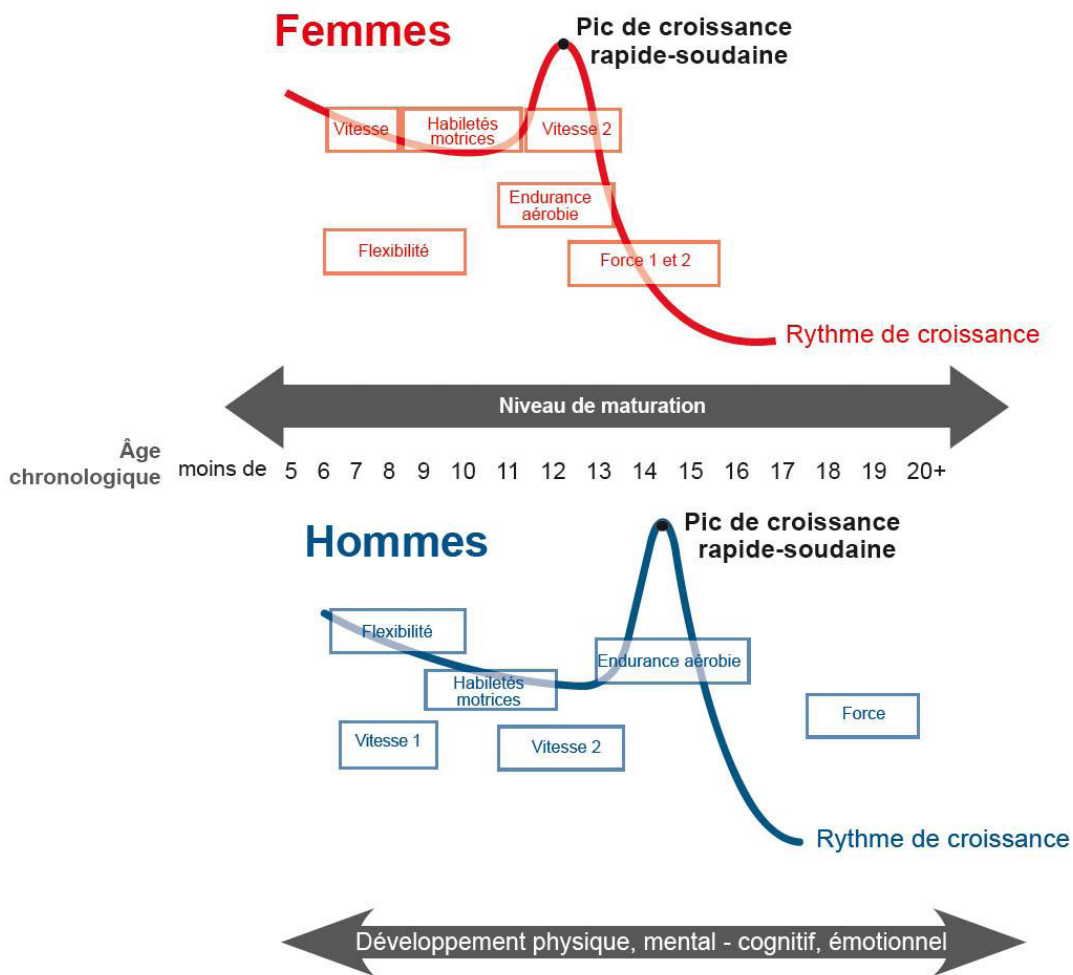 Femmes
Pic de croissance
rapide-soudaine
Vitesse
Habiletés
motrices
Vitesse 2
Endurance
aérobie
Flexibilité
Force 1 et 2
Rythme de croissance
Niveau de maturation
Âge
chronologique
moins de 5 6 7 8 9 10 11 12 13 14 15 16 17 18 19 20+
Hommes
Pic de croissance
rapide-soudaine
Flexibilité
Endurance aérobie
Habiletés
motrices
Force
Vitesse 1
Vitesse 2
Rythme de croissance
Développement physique, mental - cognitif, émotionnel